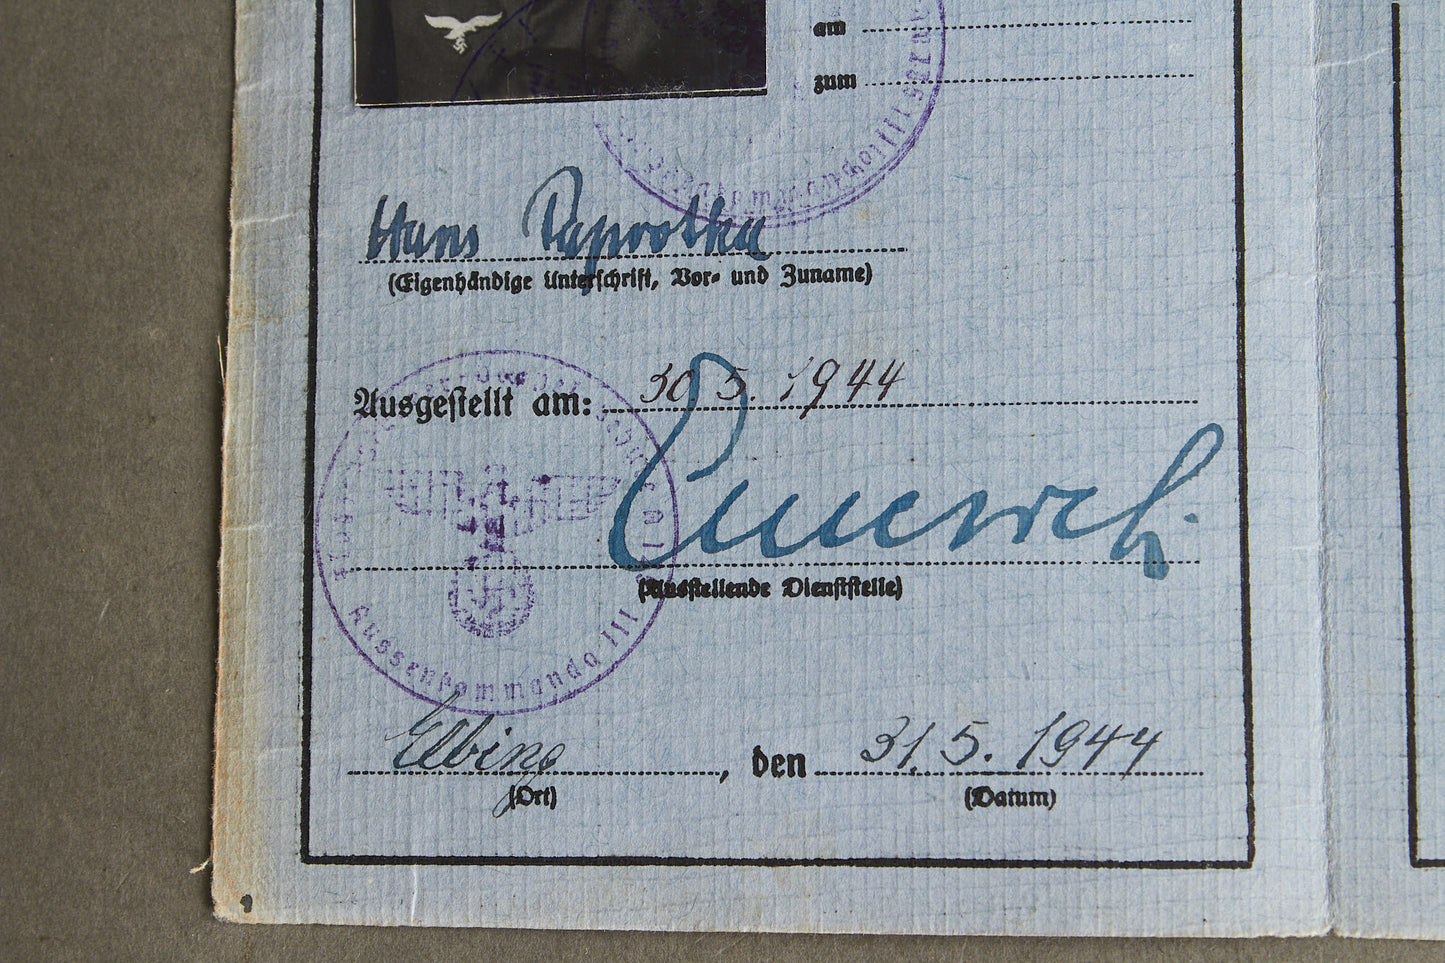 am
zum
Hans Paprottka
(Eigenhändige Unterschrift, Vor- und Zuname)
Ausgestellt am: 30 5. 1944
(Ausstellende Dienststelle)
Aussenkommando III
Elbing, den 31.5.1944
(Ort) (Datum)